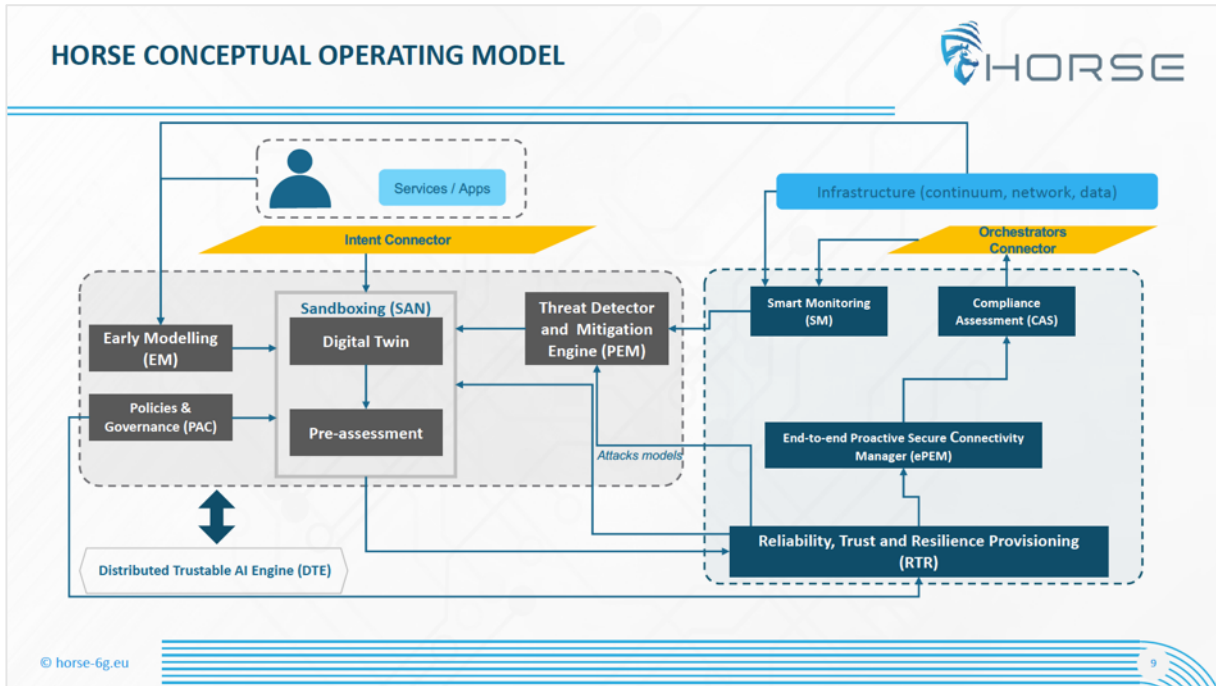 HORSE CONCEPTUAL OPERATING MODEL
HORSE
Services / Apps
Infrastructure (continuum, network, data)
Intent Connector
Orchestrators
Connector
Sandboxing (SAN)
Digital Twin
Pre-assessment
Early Modelling
(EM)
Policies &
Governance (PAC)
Threat Detector
and Mitigation
Engine (PEM)
Smart Monitoring
(SM)
Compliance
Assessment (CAS)
End-to-end Proactive Secure Connectivity
Manager (ePEM)
Attacks models
Reliability, Trust and Resilience Provisioning
(RTR)
Distributed Trustable AI Engine (DTE)
© horse-6g.eu
9